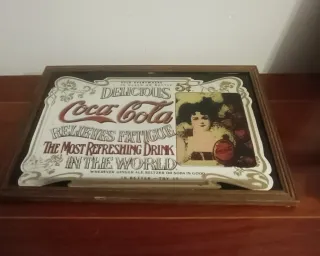 DELICIOUS
Coca-Cola
RELIEVES FATIGUE
THE MOST REFRESHING DRINK
IN THE WORLD